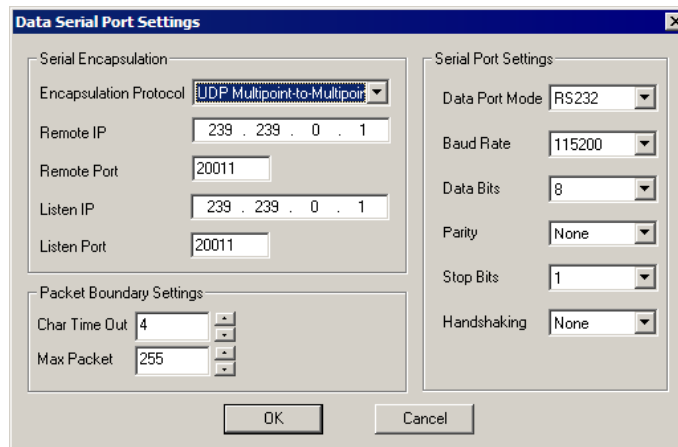 Data Serial Port Settings
Serial Encapsulation
Encapsulation Protocol UDP Multipoint-to-Multipoin
Remote IP 239 . 239 . 0 . 1
Remote Port 20011
Listen IP 239 . 239 . 0 . 1
Listen Port 20011
Packet Boundary Settings
Char Time Out 4
Max Packet 255
Serial Port Settings
Data Port Mode RS232
Baud Rate 115200
Data Bits 8
Parity None
Stop Bits 1
Handshaking None
OK Cancel